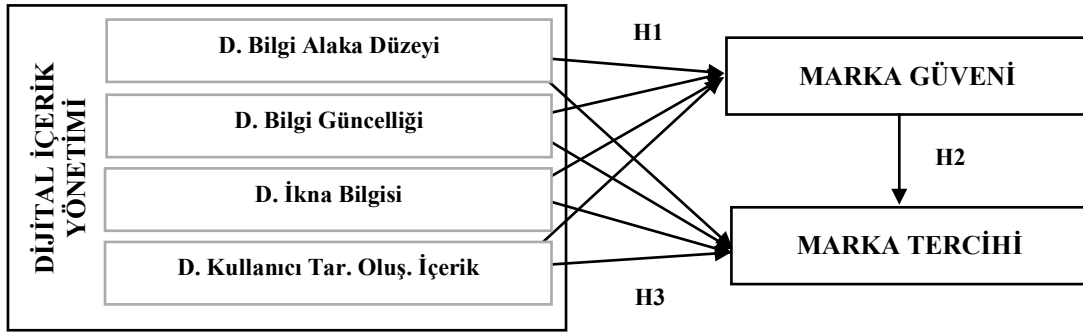 DİJİTAL İÇERİK
YÖNETİMİ
D. Bilgi Alaka Düzeyi
D. Bilgi Güncelliği
D. İkna Bilgisi
D. Kullanıcı Tar. Oluş. İçerik
H1
MARKA GÜVENİ
H2
MARKA TERCİHİ
H3